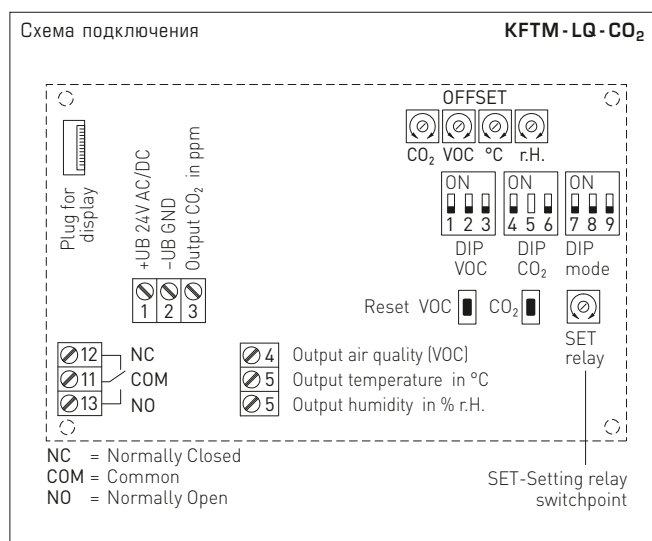 Схема подключения KFTM-LQ-CO₂
OFFSET
CO₂ VOC °C r.H.
Plug for
display
+UB 24V AC/DC
-UB GND
Output CO₂ in ppm
1 2 3
ON ON ON
1 2 3 4 5 6 7 8 9
DIP DIP DIP
VOC CO₂ mode
Reset VOC CO₂
SET
relay
12 NC
11 COM
13 NO
4 Output air quality (VOC)
5 Output temperature in °C
5 Output humidity in % r.H.
NC = Normally Closed
COM = Common
NO = Normally Open
SET-Setting relay
switchpoint